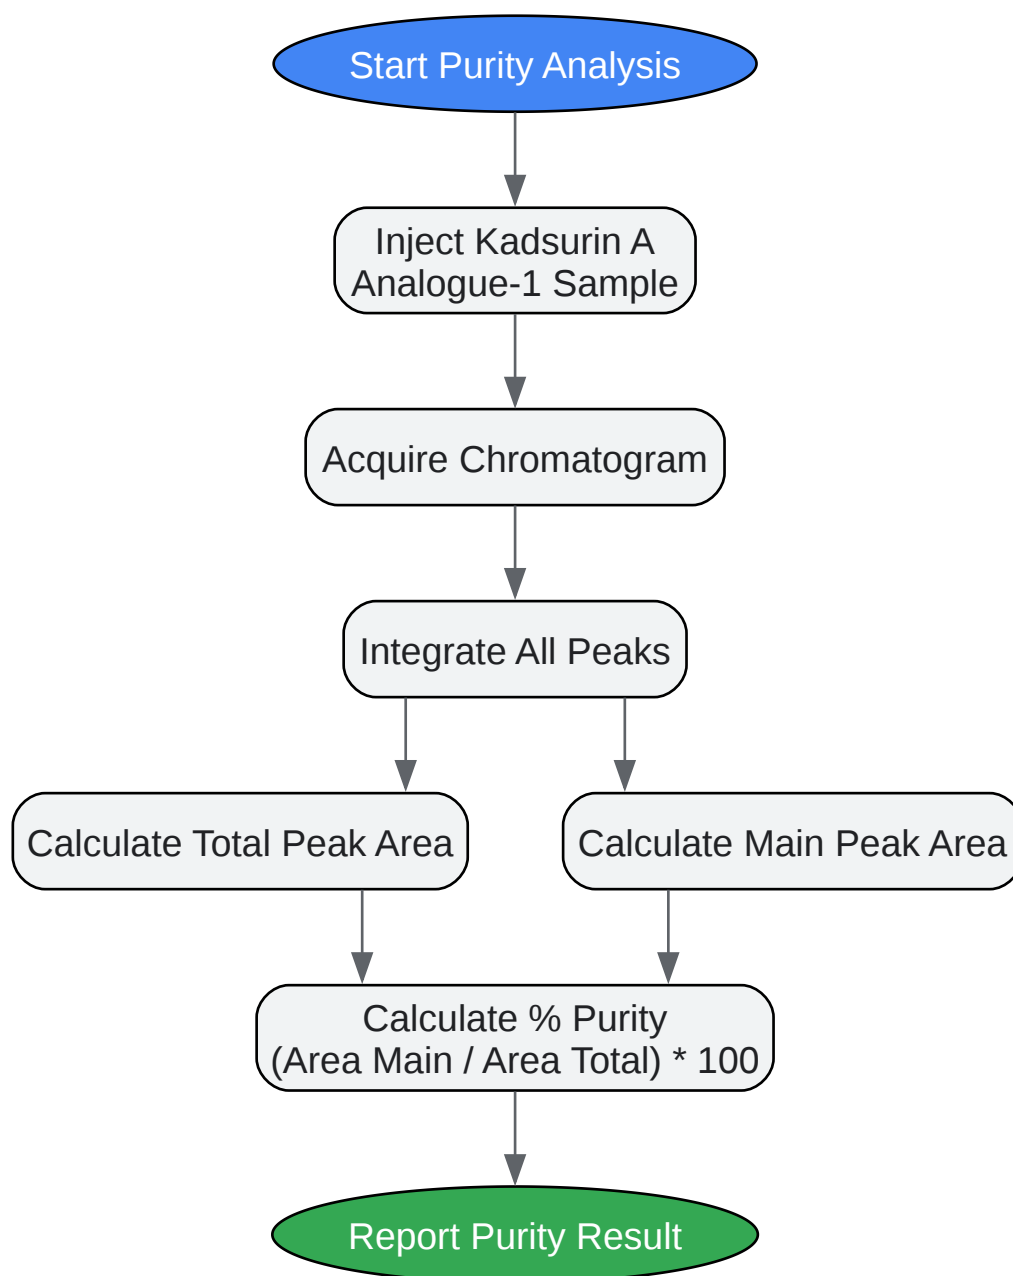 Start Purity Analysis
Inject Kadsurin A
Analogue-1 Sample
Acquire Chromatogram
Integrate All Peaks
Calculate Total Peak Area
Calculate Main Peak Area
Calculate % Purity
(Area Main / Area Total) * 100
Report Purity Result